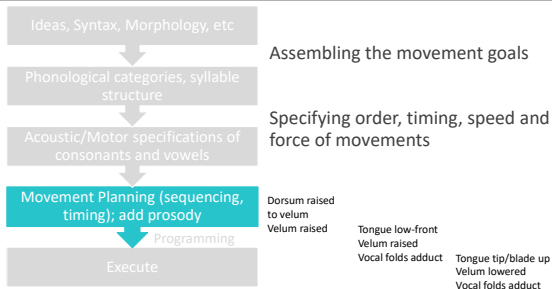 Ideas, Syntax, Morphology, etc
Phonological categories, syllable
structure
Acoustic/Motor specifications of
consonants and vowels
Movement Planning (sequencing,
timing); add prosody
Programming
Execute
Assembling the movement goals
Specifying order, timing, speed and
force of movements
Dorsum raised
to velum
Velum raised
Tongue low-front
Velum raised
Vocal folds adduct
Tongue tip/blade up
Velum lowered
Vocal folds adduct